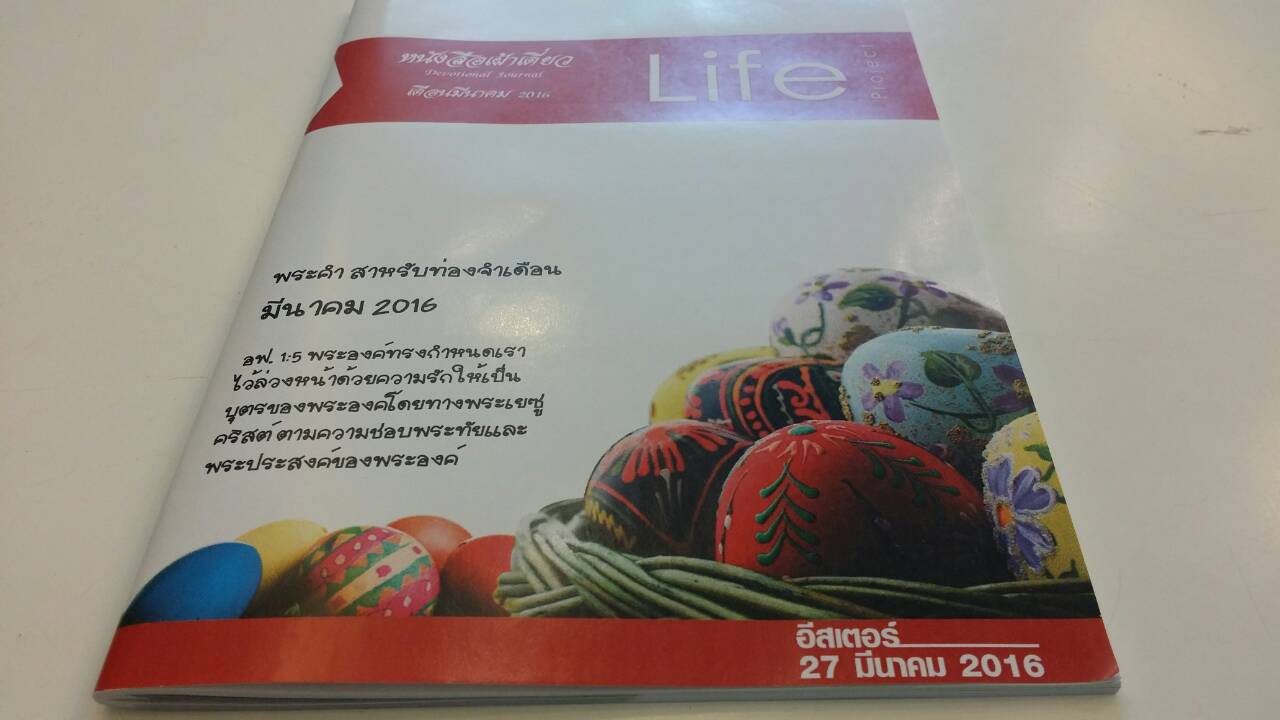 หนังสือเฝ้าเดี่ยว
Devotional Journal
เดือนมีนาคม 2016
Life
project
พระคำ สำหรับท่องจำเดือน
มีนาคม 2016
อฟ. 1:5 พระองค์ทรงกำหนดเรา
ไว้ล่วงหน้าด้วยความรักให้เป็น
บุตรของพระองค์โดยทางพระเยซู
คริสต์ ตามความชอบพระทัยและ
พระประสงค์ของพระองค์
อีสเตอร์
27 มีนาคม 2016